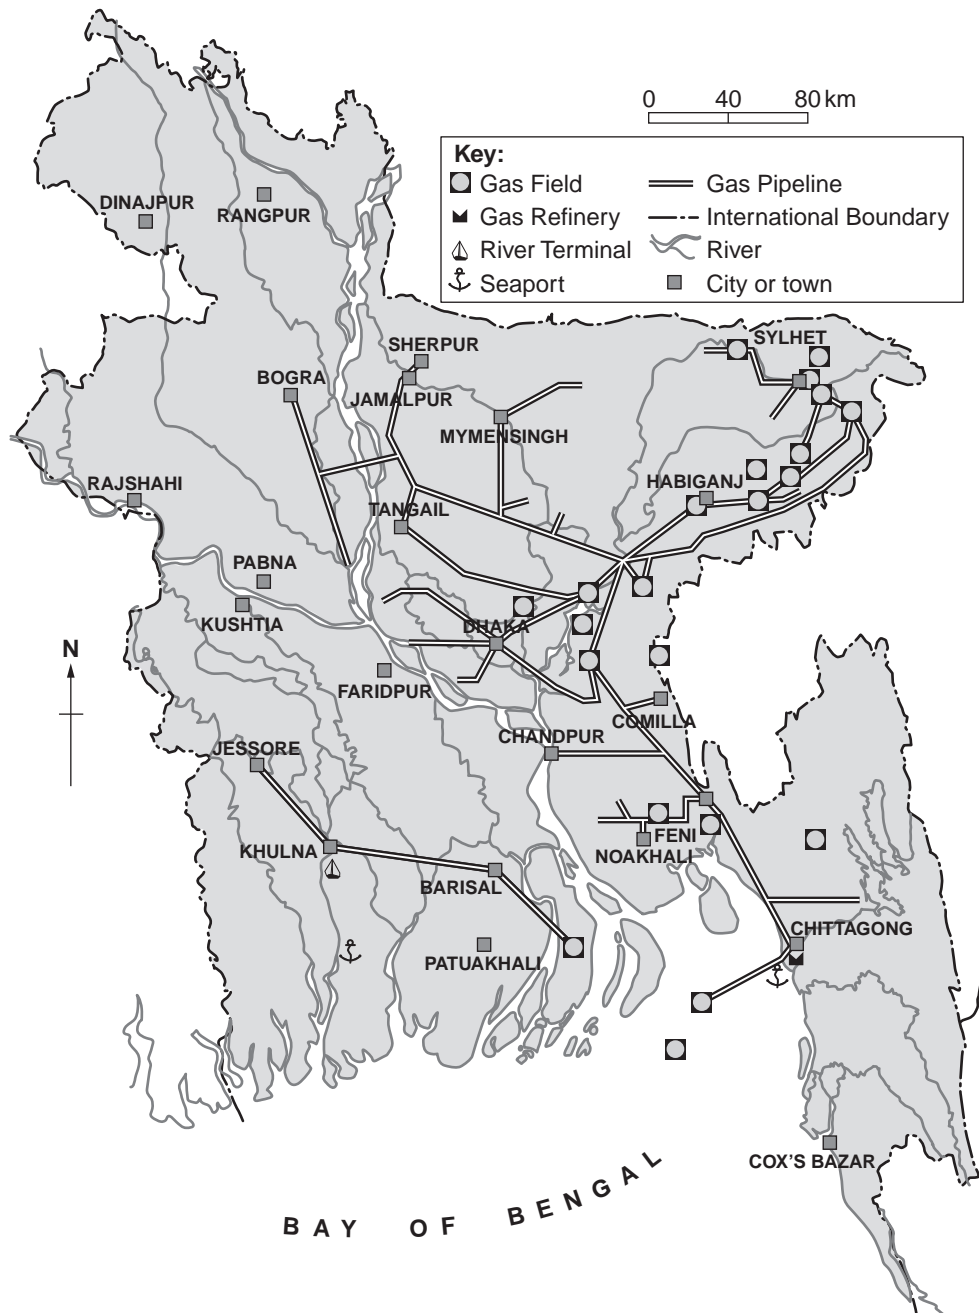 0 40 80 km
Key:
Gas Field
Gas Pipeline
Gas Refinery
International Boundary
River Terminal
River
Seaport
City or town
DINAJPUR
RANGPUR
SYLHET
SHERPUR
BOGRA
JAMALPUR
MYMENSINGH
RAJSHAHI
HABIGANJ
TANGAIL
PABNA
KUSHTIA
DHAKA
N
FARIDPUR
COMILLA
CHANDPUR
JESSORE
FENI
KHULNA
NOAKHALI
BARISAL
CHITTAGONG
PATUAKHALI
COX'S BAZAR
BAY OF BENGAL